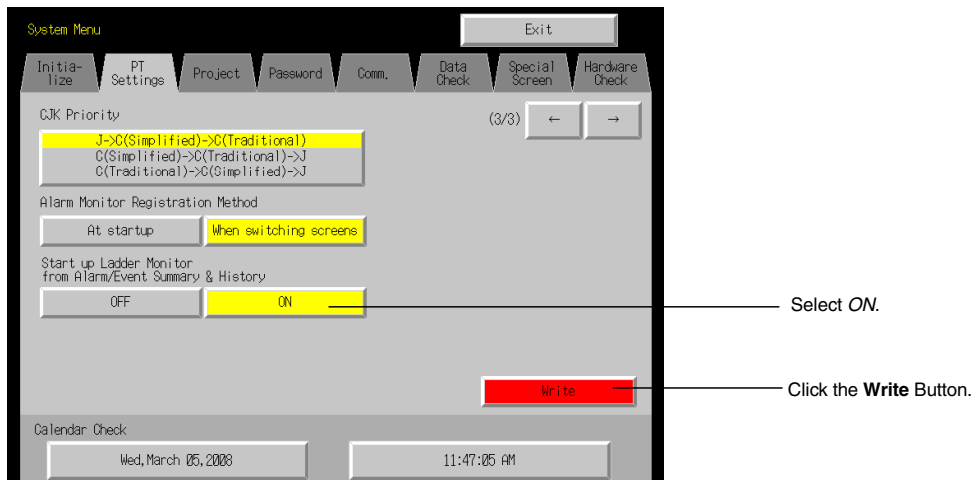 System Menu
Exit
Initia-
lize
PT
Settings
Project
Password
Comm.
Data
Check
Special
Screen
Hardware
Check
CJK Priority
(3/3)
←
→
J->C(Simplified)->C(Traditional)
C(Simplified)->C(Traditional)->J
C(Traditional)->C(Simplified)->J
Alarm Monitor Registration Method
At startup
When switching screens
Start up Ladder Monitor
from Alarm/Event Summary & History
OFF
ON
Select ON.
Write
Click the Write Button.
Calendar Check
Wed,March 05,2008
11:47:05 AM